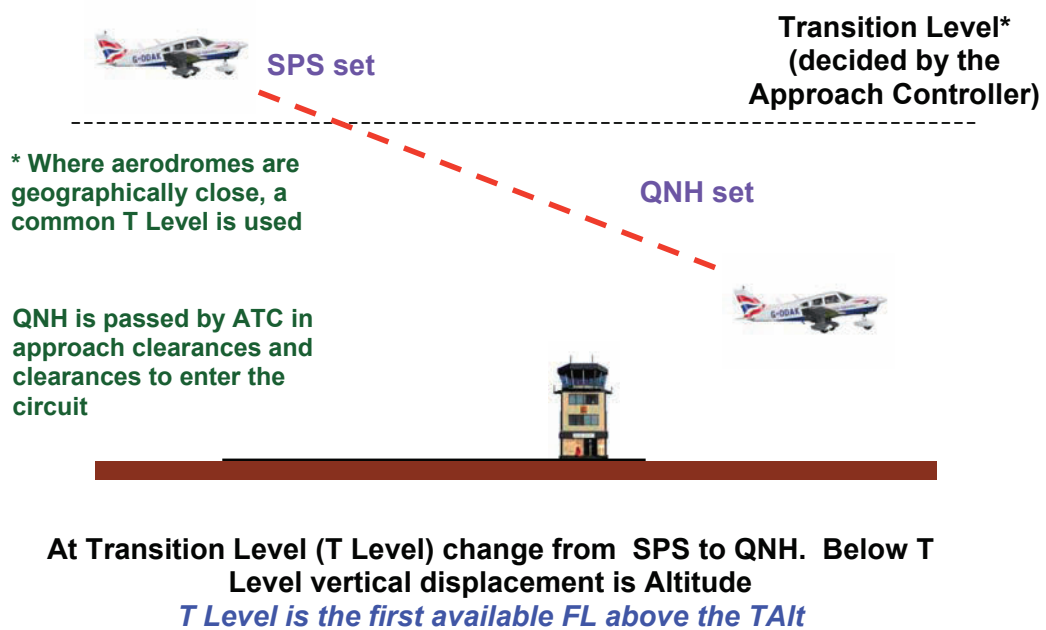 Transition Level*
(decided by the
Approach Controller)
G-ODAK
SPS set
* Where aerodromes are
geographically close, a
common T Level is used
QNH set
QNH is passed by ATC in
approach clearances and
clearances to enter the
circuit
G-ODAK
At Transition Level (T Level) change from SPS to QNH. Below T
Level vertical displacement is Altitude
T Level is the first available FL above the TAlt